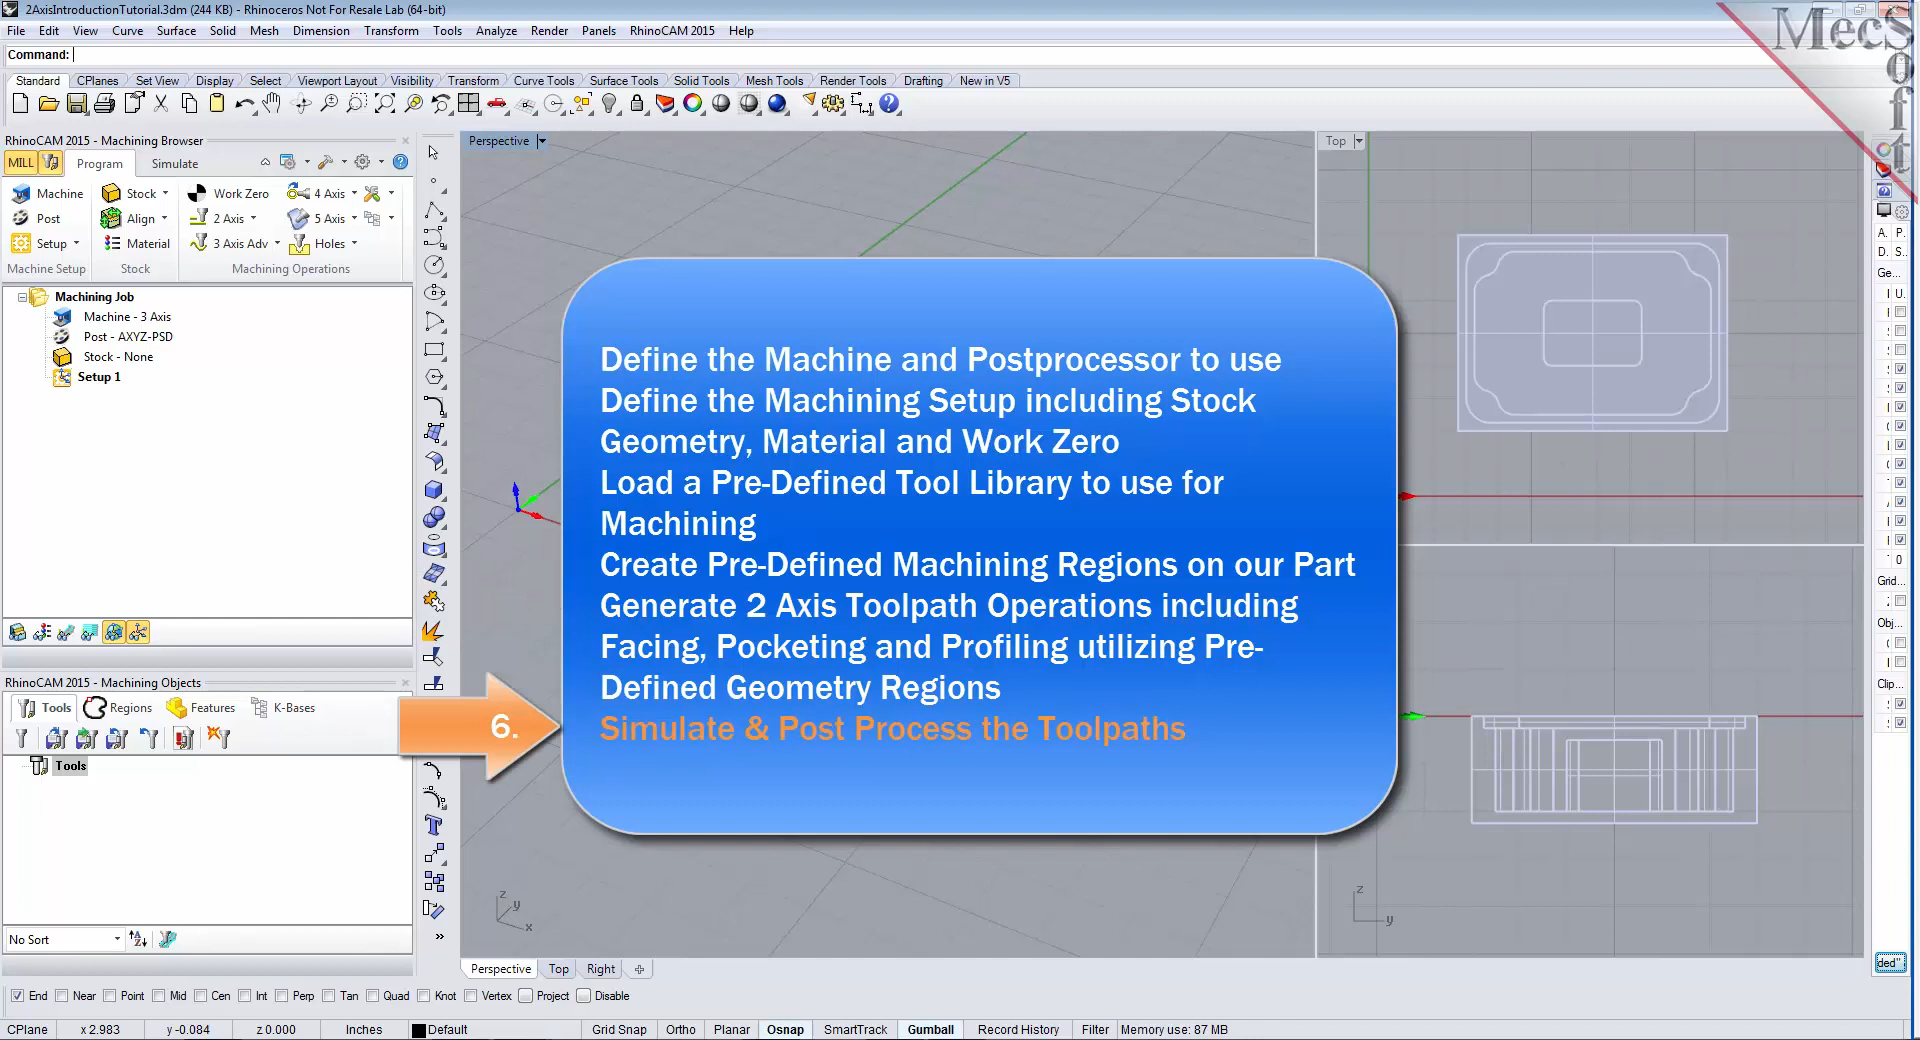 2AxisIntroductionTutorial.3dm (244 KB) - Rhinoceros Not For Resale Lab (64-bit)
File Edit View Curve Surface Solid Mesh Dimension Transform Tools Analyze Render Panels RhinoCAM 2015 Help
Command:
Standard CPlanes Set View Display Select Viewport Layout Visibility Transform Curve Tools Surface Tools Solid Tools Mesh Tools Render Tools Drafting New in V5
MecSoft
RhinoCAM 2015 - Machining Browser
MILL Program Simulate
Machine Stock Work Zero 4 Axis
Post Align 2 Axis 5 Axis
Setup Material 3 Axis Adv Holes
Machine Setup Stock Machining Operations
Machining Job
Machine - 3 Axis
Post - AXYZ-PSD
Stock - None
Setup 1
RhinoCAM 2015 - Machining Objects
Tools Regions Features K-Bases
Tools
No Sort
Perspective
Top
Define the Machine and Postprocessor to use
Define the Machining Setup including Stock
Geometry, Material and Work Zero
Load a Pre-Defined Tool Library to use for
Machining
Create Pre-Defined Machining Regions on our Part
Generate 2 Axis Toolpath Operations including
Facing, Pocketing and Profiling utilizing Pre-
Defined Geometry Regions
6. Simulate & Post Process the Toolpaths
z
y
x
z
y
A. P.
D. S.
Ge...
U.
0
Grid...
Obj...
Clip...
ded"
Perspective Top Right
End Near Point Mid Cen Int Perp Tan Quad Knot Vertex Project Disable
CPlane x 2.983 y -0.084 z 0.000 Inches Default Grid Snap Ortho Planar Osnap SmartTrack Gumball Record History Filter Memory use: 87 MB